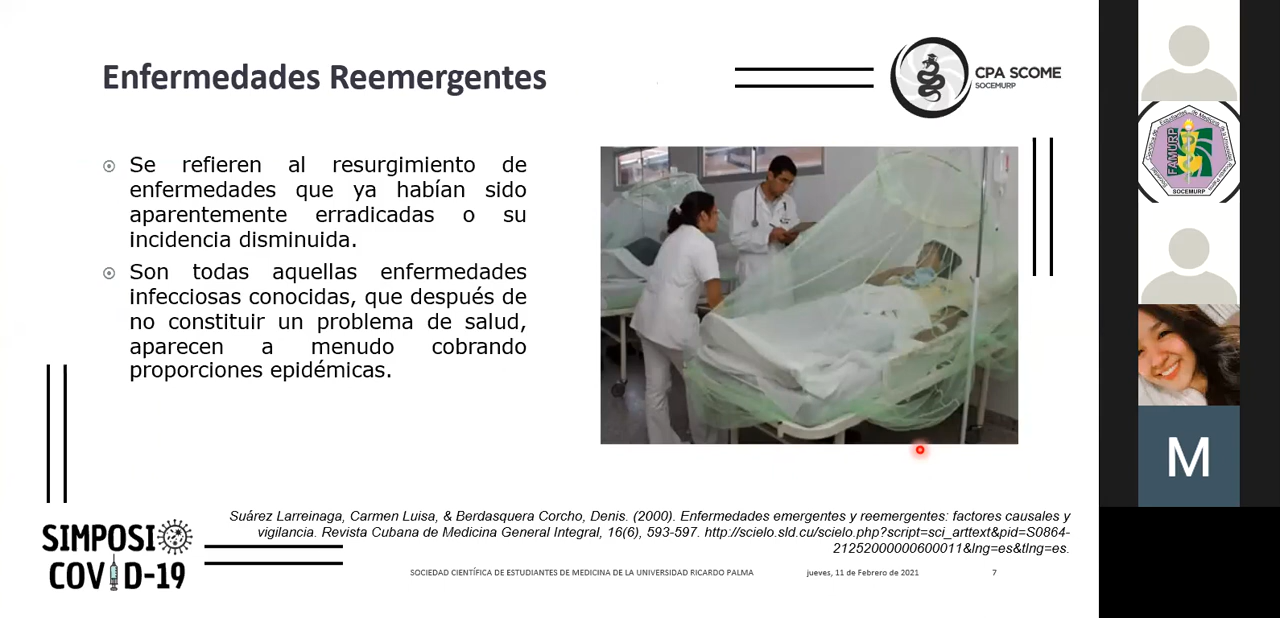 Enfermedades Reemergentes
CPA SCOME
SOCEMURP
Se refieren al resurgimiento de
enfermedades que ya habían sido
aparentemente erradicadas o su
incidencia disminuida.
Son todas aquellas enfermedades
infecciosas conocidas, que después de
no constituir un problema de salud,
aparecen a menudo cobrando
proporciones epidémicas.
Suárez Larreinaga, Carmen Luisa, & Berdasquera Corcho, Denis. (2000). Enfermedades emergentes y reemergentes: factores causales y
vigilancia. Revista Cubana de Medicina General Integral, 16(6), 593-597. http://scielo.sld.cu/scielo.php?script=sci_arttext&pid=S0864-
21252000000600011&lng=es&tlng=es.
SIMPOSI
COVID-19
SOCIEDAD CIENTÍFICA DE ESTUDIANTES DE MEDICINA DE LA UNIVERSIDAD RICARDO PALMA
jueves, 11 de Febrero de 2021
7
FAMURP
SOCEMURP
M